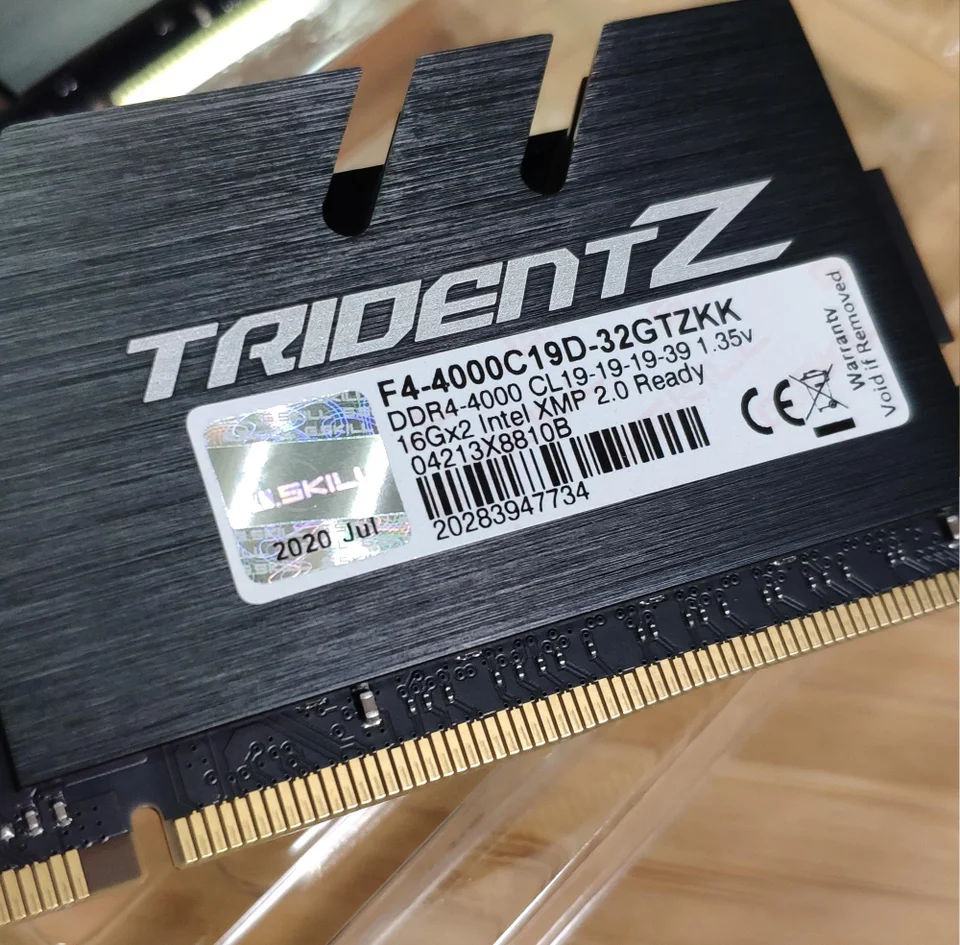 TRIDENTZ
F4-4000C19D-32GTZKK
DDR4-4000 CL19-19-19-39 1.35v
16Gx2 Intel XMP 2.0 Ready
04213X8810B
20283947734
G.SKILL
2020 Jul
CE
Warranty
Void if Removed